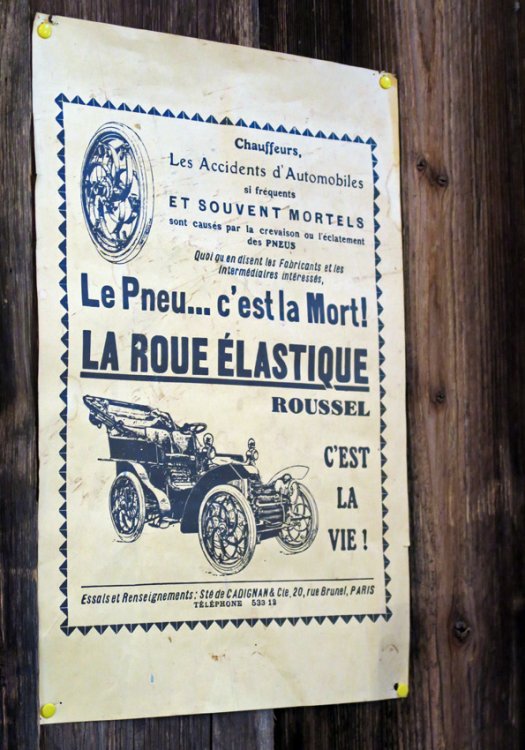 Chauffeurs,
Les Accidents d'Automobiles
si fréquents
ET SOUVENT MORTELS
sont causés par la crevaison ou l'éclatement
des PNEUS
Quoi qu'en disent les Fabricants et les
Intermédiaires intéressés,
Le Pneu... c'est la Mort!
LA ROUE ÉLASTIQUE
ROUSSEL
C'EST
LA
VIE !
Essais et Renseignements: Sté de CADIGNAN & Cie, 20, rue Brunel, PARIS
TÉLÉPHONE 533 12